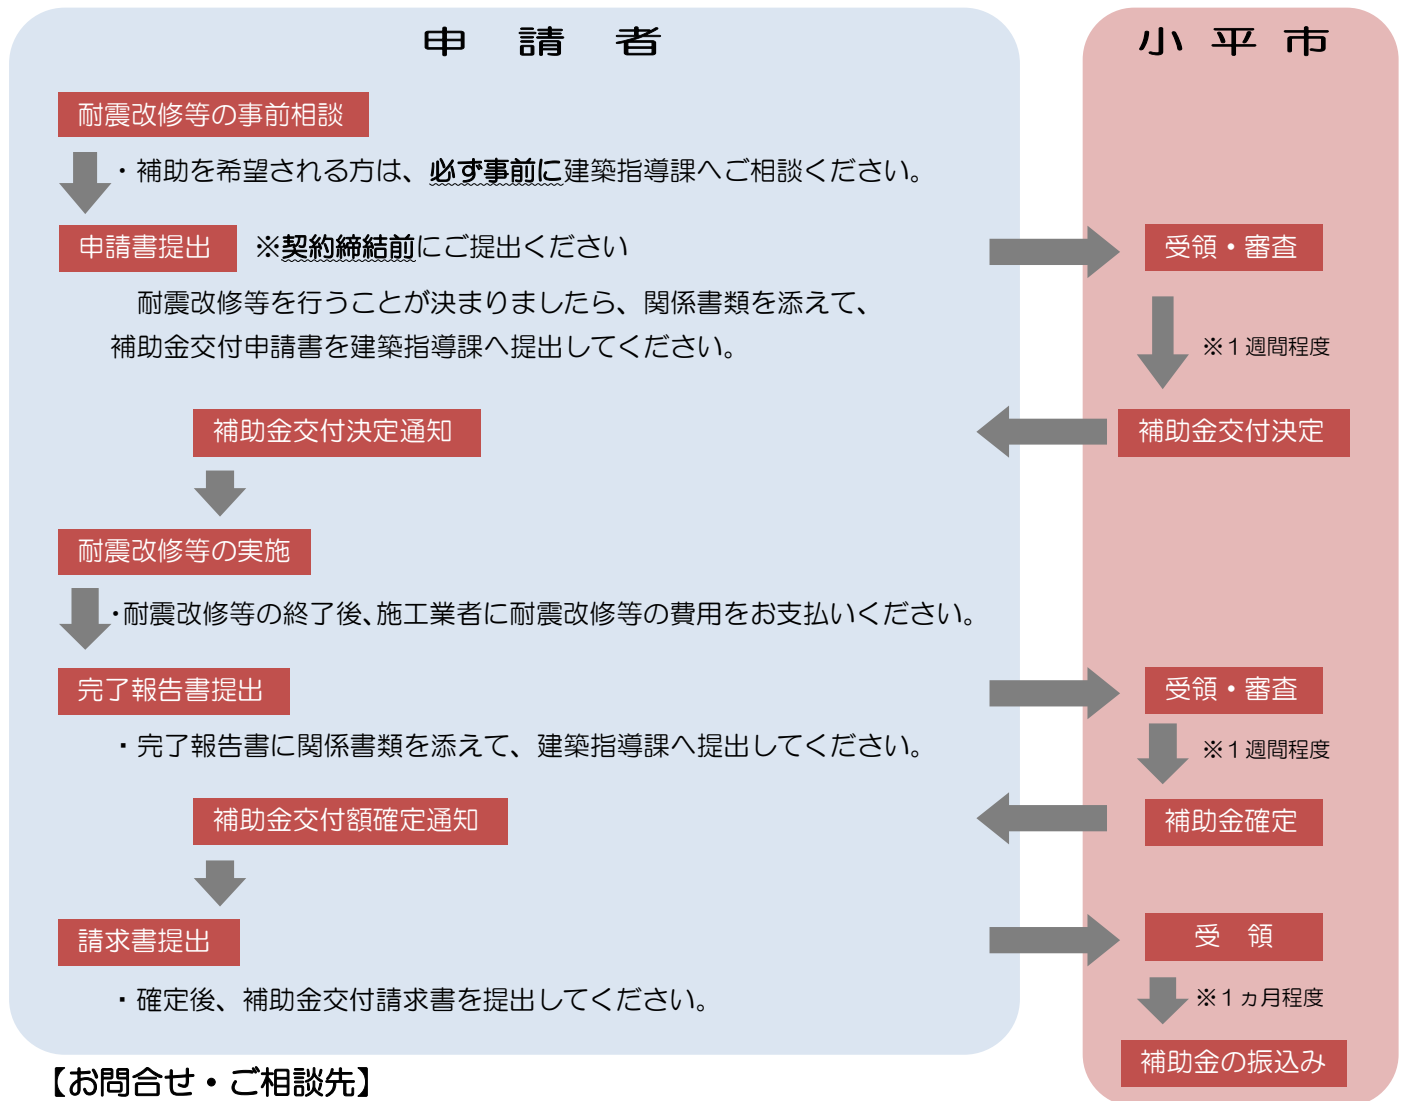 申　請　者
小　平　市
耐震改修等の事前相談
・補助を希望される方は、必ず事前に建築指導課へご相談ください。
申請書提出　※契約締結前にご提出ください
受領・審査
耐震改修等を行うことが決まりましたら、関係書類を添えて、
補助金交付申請書を建築指導課へ提出してください。
※１週間程度
補助金交付決定通知
補助金交付決定
耐震改修等の実施
・耐震改修等の終了後、施工業者に耐震改修等の費用をお支払いください。
完了報告書提出
受領・審査
・完了報告書に関係書類を添えて、建築指導課へ提出してください。
※１週間程度
補助金交付額確定通知
補助金確定
請求書提出
受　領
・確定後、補助金交付請求書を提出してください。
※１ヵ月程度
補助金の振込み
【お問合せ・ご相談先】